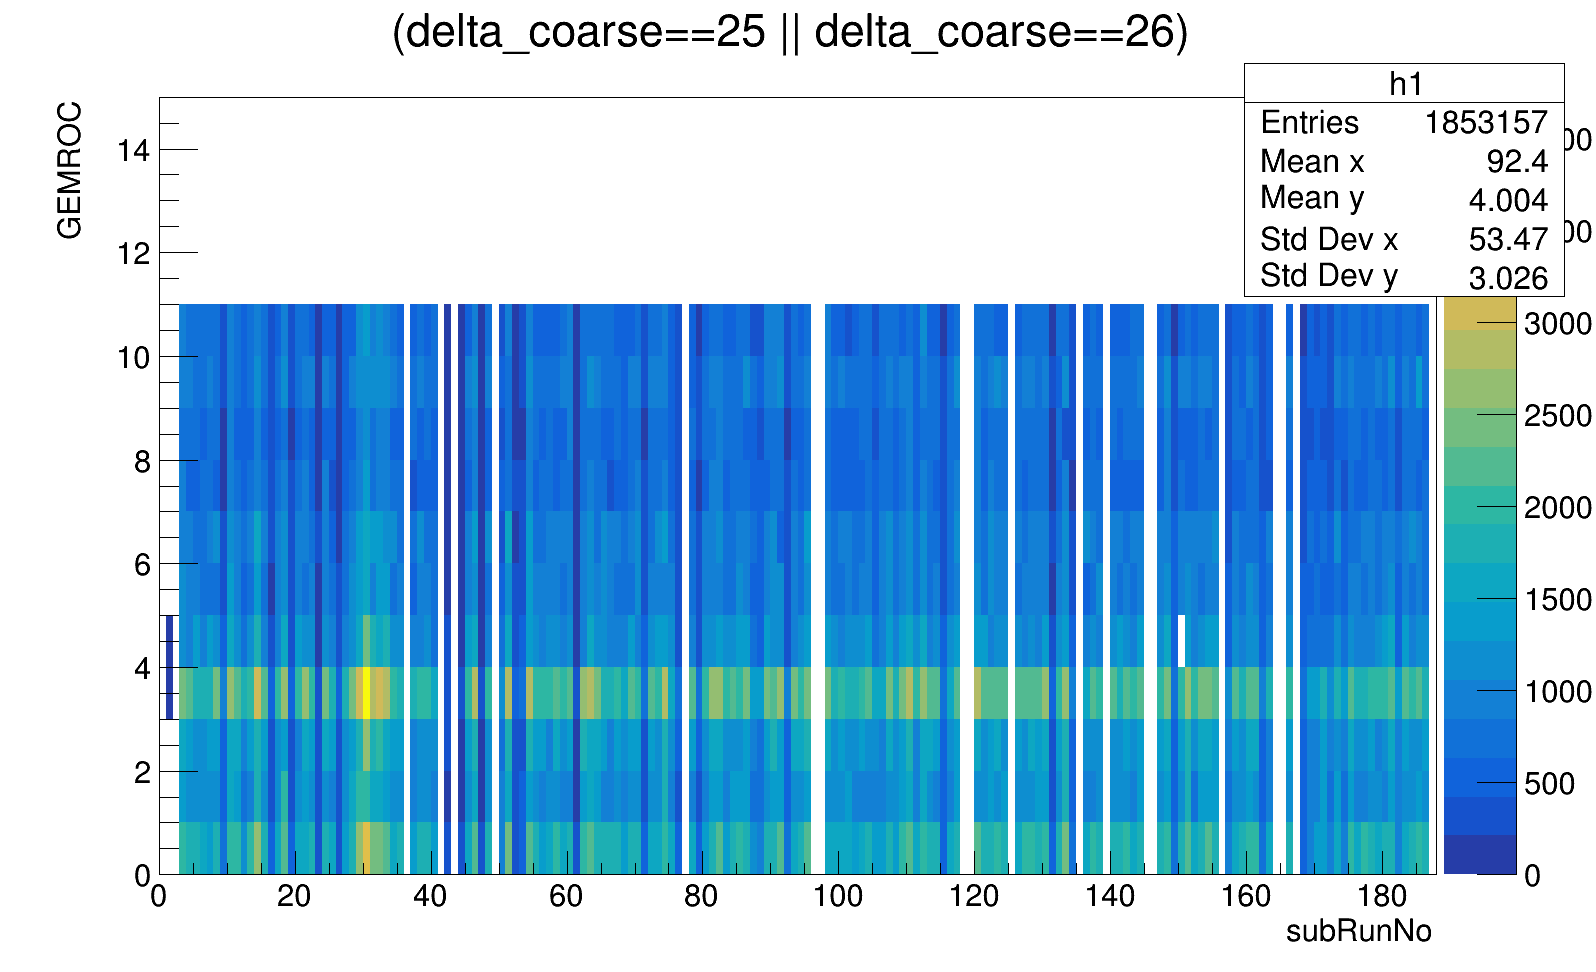 (delta_coarse==25 || delta_coarse==26)
h1
Entries 1853157
Mean x 92.4
Mean y 4.004
Std Dev x 53.47
Std Dev y 3.026
GEMROC
14
12
10
8
6
4
2
0
0 20 40 60 80 100 120 140 160 180
subRunNo
00
00
3000
2500
2000
1500
1000
500
0